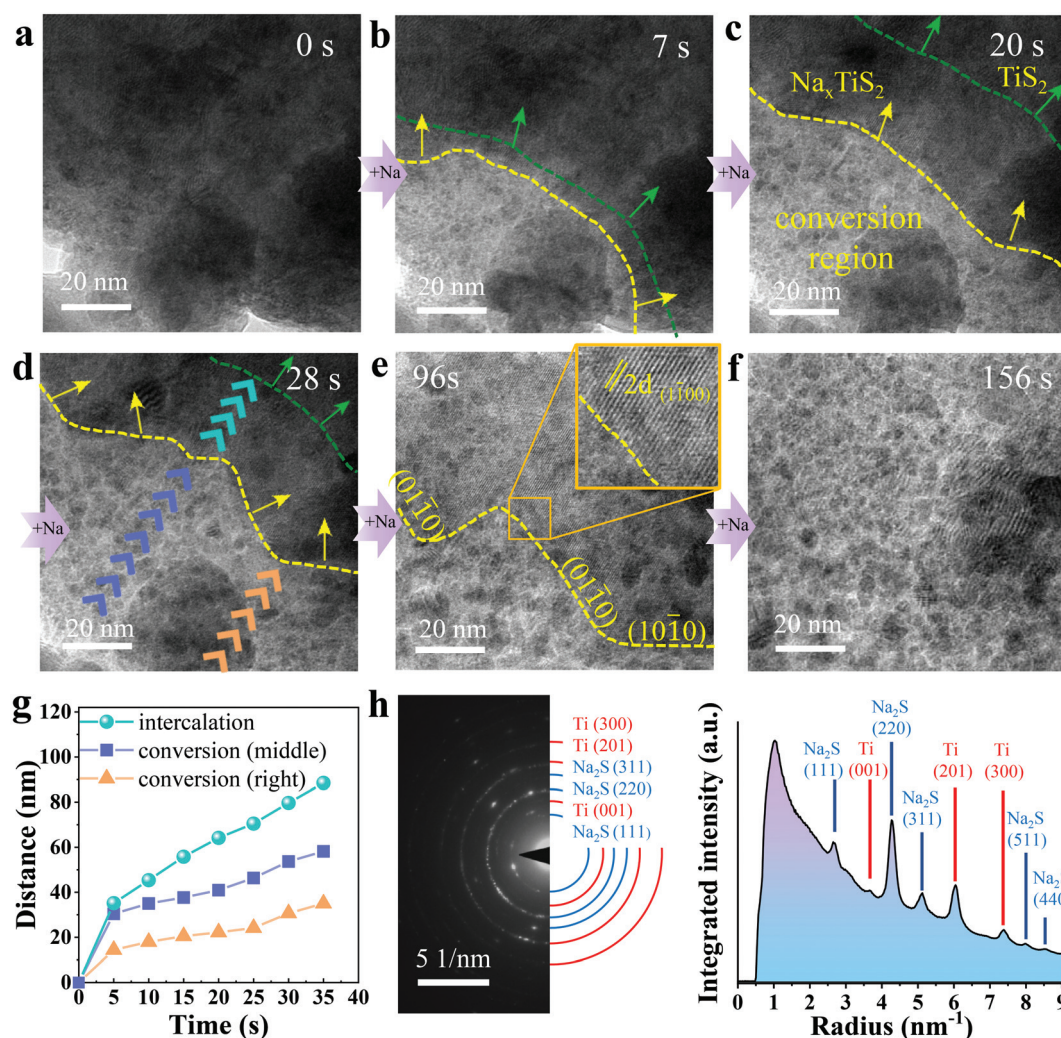 a
0 s
20 nm
+Na
b
7 s
20 nm
+Na
c
20 s
TiS₂
NaₓTiS₂
conversion
region
20 nm
+Na
d
28 s
20 nm
+Na
e
96s
2d (11̅00)
(011̅0)
(011̅0)
(101̅0)
20 nm
+Na
f
156 s
20 nm
g
Distance (nm)
120
100
80
60
40
20
0
intercalation
conversion (middle)
conversion (right)
0 5 10 15 20 25 30 35 40
Time (s)
h
Ti (300)
Ti (201)
Na₂S (311)
Na₂S (220)
Ti (001)
Na₂S (111)
5 1/nm
Integrated intensity (a.u.)
Na₂S
(111)
Ti
(001)
Na₂S
(220)
Na₂S
(311)
Ti
(201)
Ti
(300)
Na₂S
(511)
Na₂
(440
0 1 2 3 4 5 6 7 8 9
Radius (nm⁻¹)